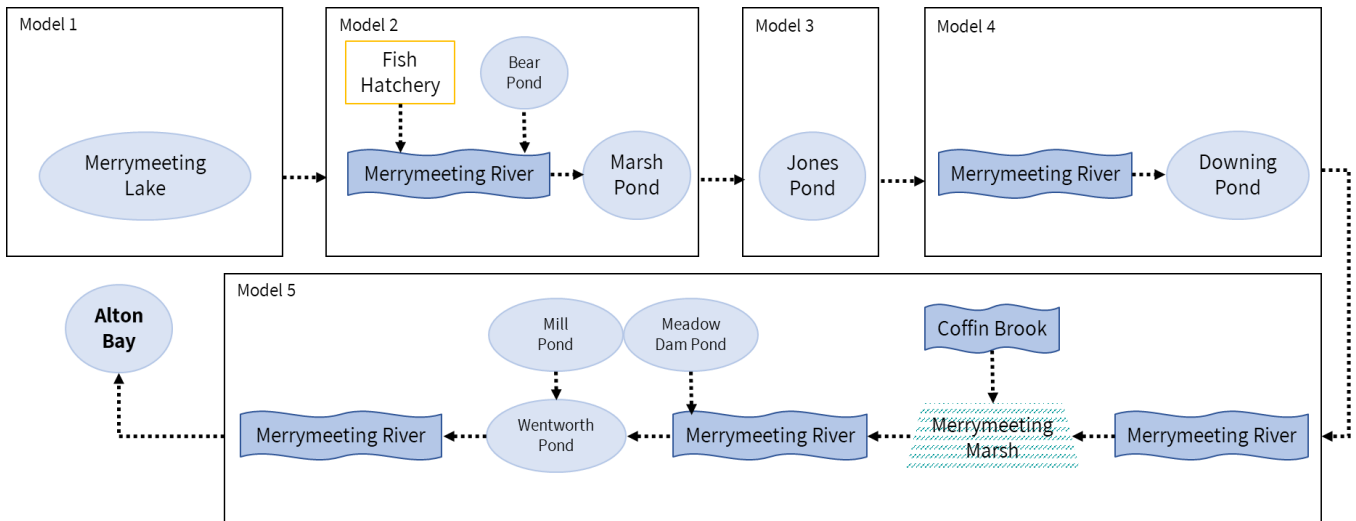 Model 1
Merrymeeting
Lake
Model 2
Fish
Hatchery
Bear
Pond
Merrymeeting River
Marsh
Pond
Model 3
Jones
Pond
Model 4
Merrymeeting River
Downing
Pond
Model 5
Alton
Bay
Mill
Pond
Meadow
Dam Pond
Coffin Brook
Merrymeeting River
Wentworth
Pond
Merrymeeting River
Merrymeeting
Marsh
Merrymeeting River